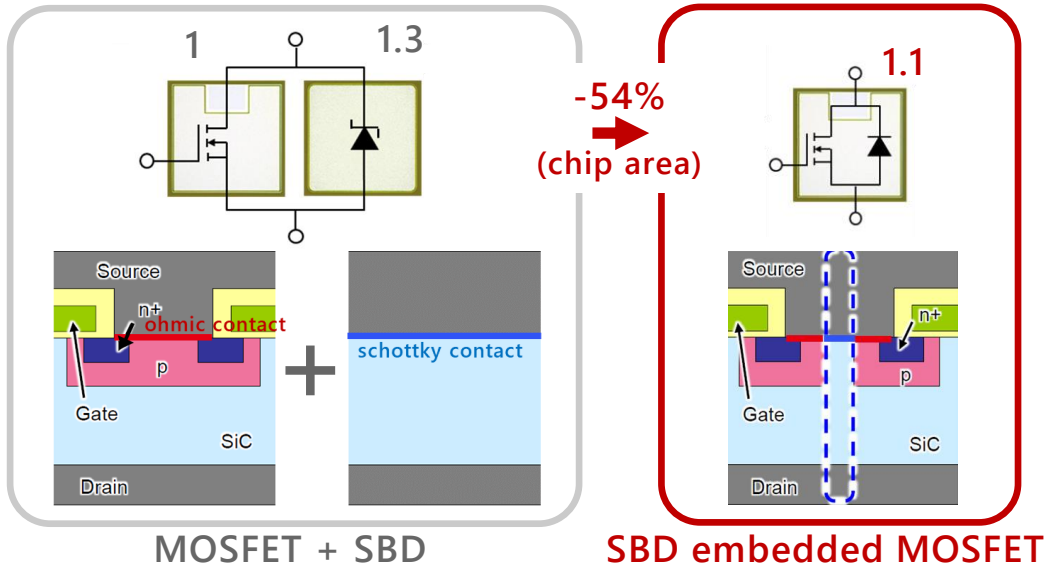 1
1.3
Source
n+
ohmic contact
p
Gate
SiC
Drain
schottky contact
MOSFET + SBD
-54%
(chip area)
1.1
Source
n+
p
Gate
SiC
Drain
SBD embedded MOSFET